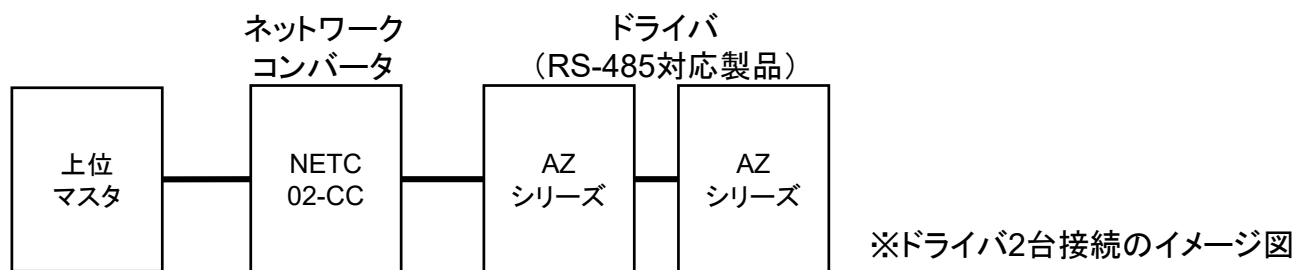 ネットワーク
コンバータ
ドライバ
（RS-485対応製品）
上位
マスタ
NETC
02-CC
AZ
シリーズ
AZ
シリーズ
※ドライバ2台接続のイメージ図